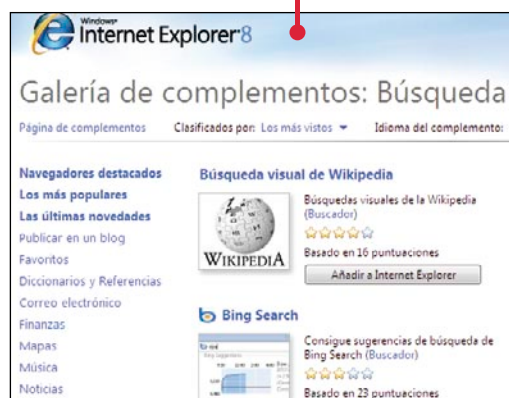 Windows
Internet Explorer 8
Galería de complementos: Búsqueda
Página de complementos Clasificados por: Los más vistos Idioma del complemento:
Navegadores destacados
Los más populares
Las últimas novedades
Publicar en un blog
Favoritos
Diccionarios y Referencias
Correo electrónico
Finanzas
Mapas
Música
Noticias
Búsqueda visual de Wikipedia
WIKIPEDIA
Búsquedas visuales de la Wikipedia
(Buscador)
Basado en 16 puntuaciones
Añadir a Internet Explorer
Bing Search
Consigue sugerencias de búsqueda de
Bing Search (Buscador)
Basado en 23 puntuaciones